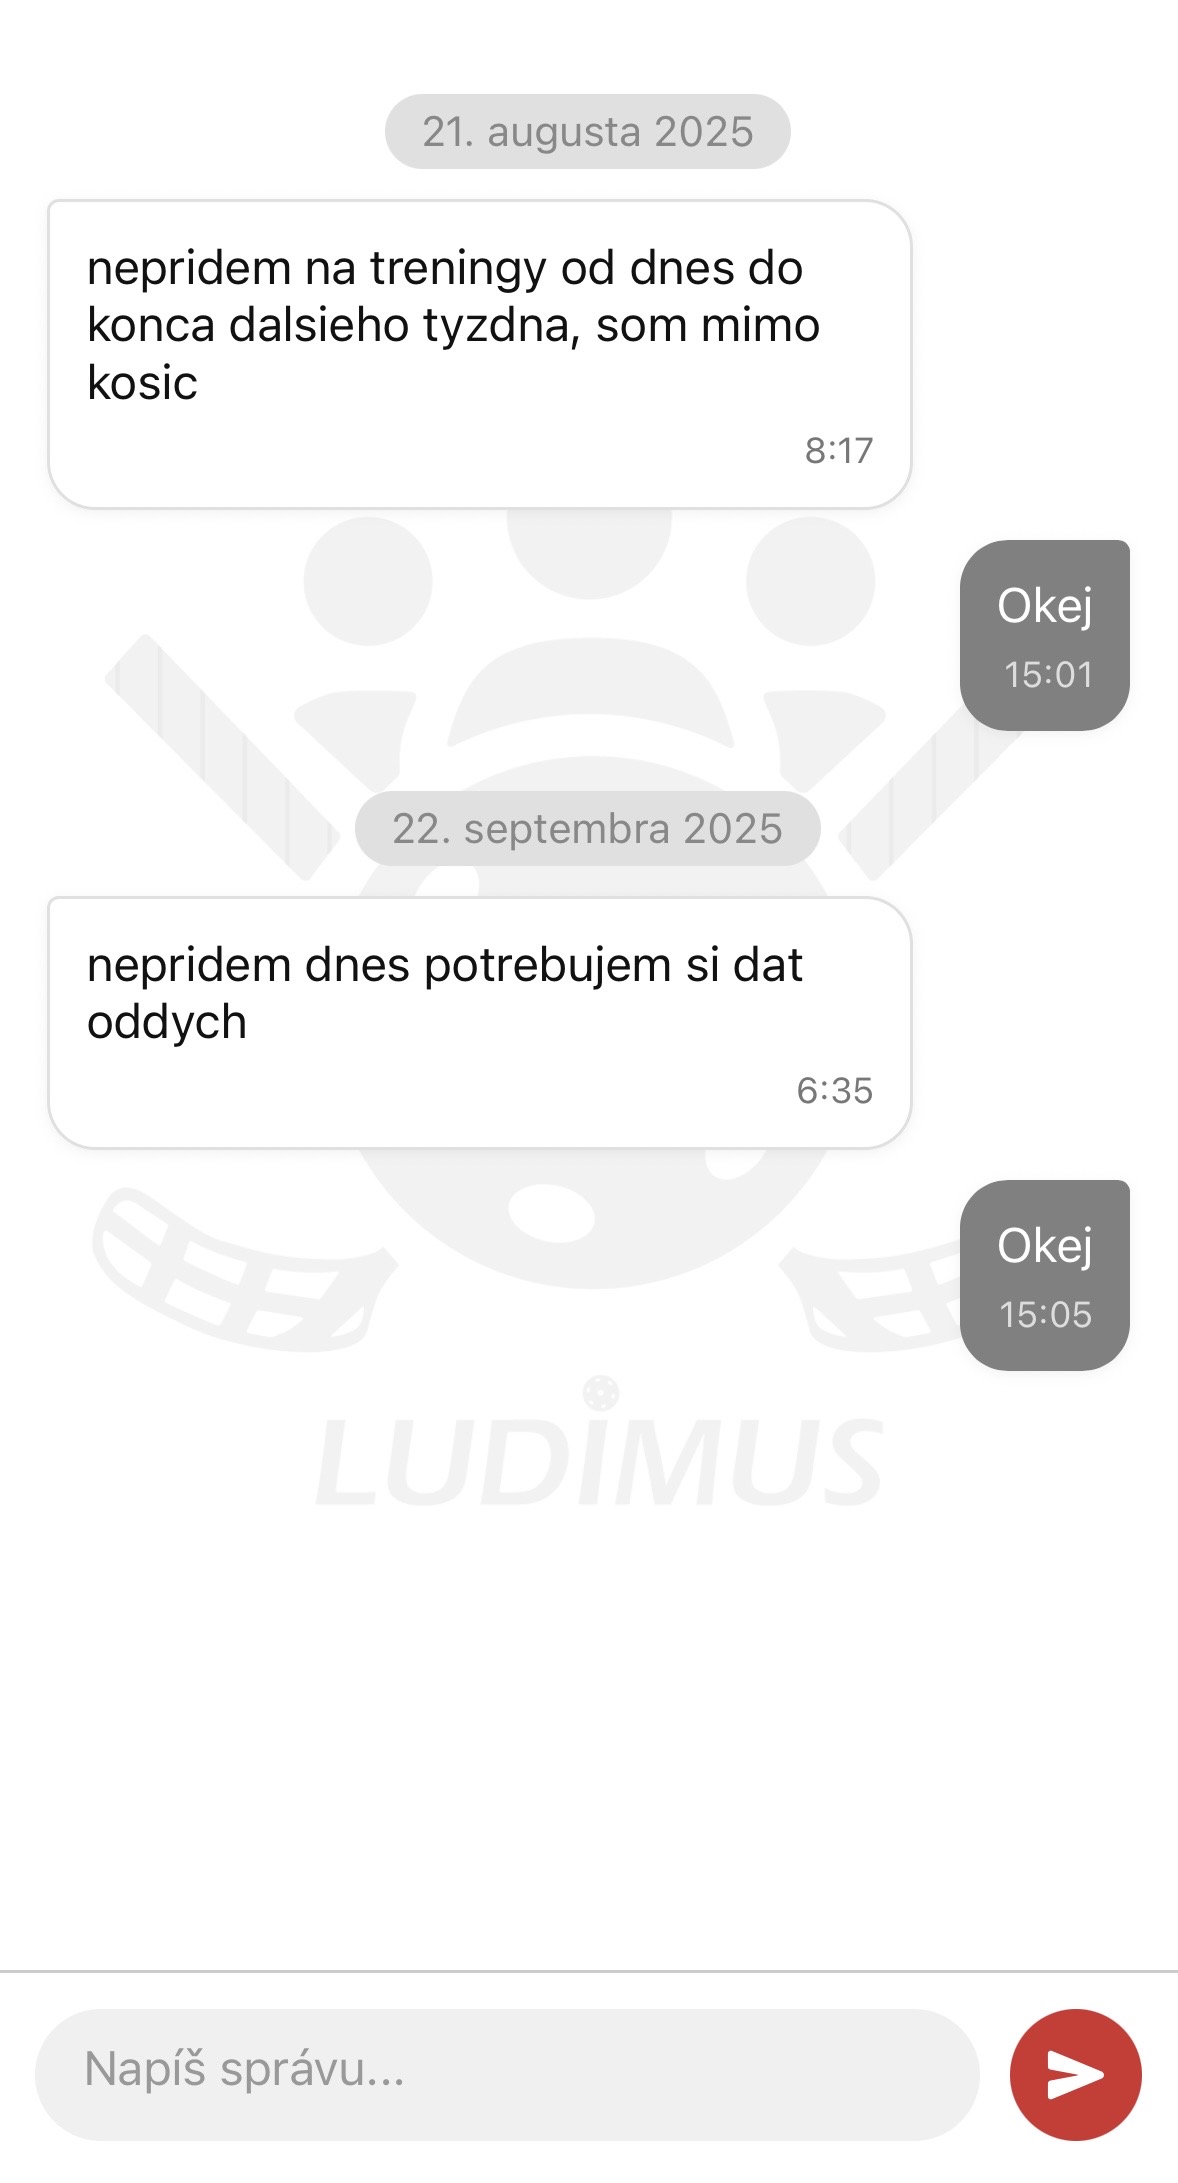 21. augusta 2025
nepridem na treningy od dnes do
konca dalsieho tyzdna, som mimo
kosic
8:17
Okej
15:01
22. septembra 2025
nepridem dnes potrebujem si dat
oddych
6:35
Okej
15:05
LUDIMUS
Napíš správu...